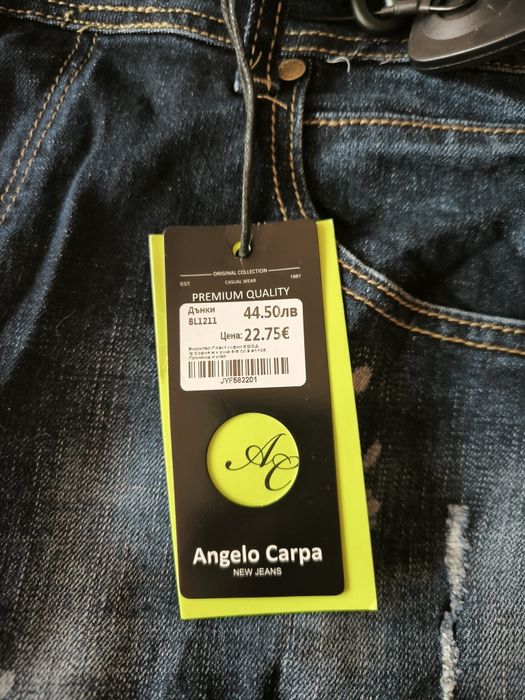 ORIGINAL COLLECTION
EST. CASUAL WEAR 1981
PREMIUM QUALITY
Дънки 44.50лв
BL1211
Цена: 22.75€
JYF682201
AC
Angelo Carpa
NEW JEANS